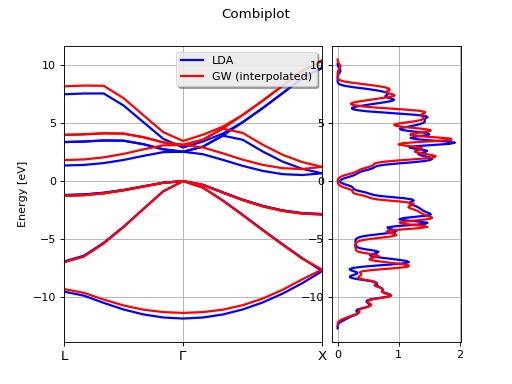 Combiplot
LDA
GW (interpolated)
Energy [eV]
10
5
0
−5
−10
L
Γ
X
10
5
0
−5
−10
0
1
2